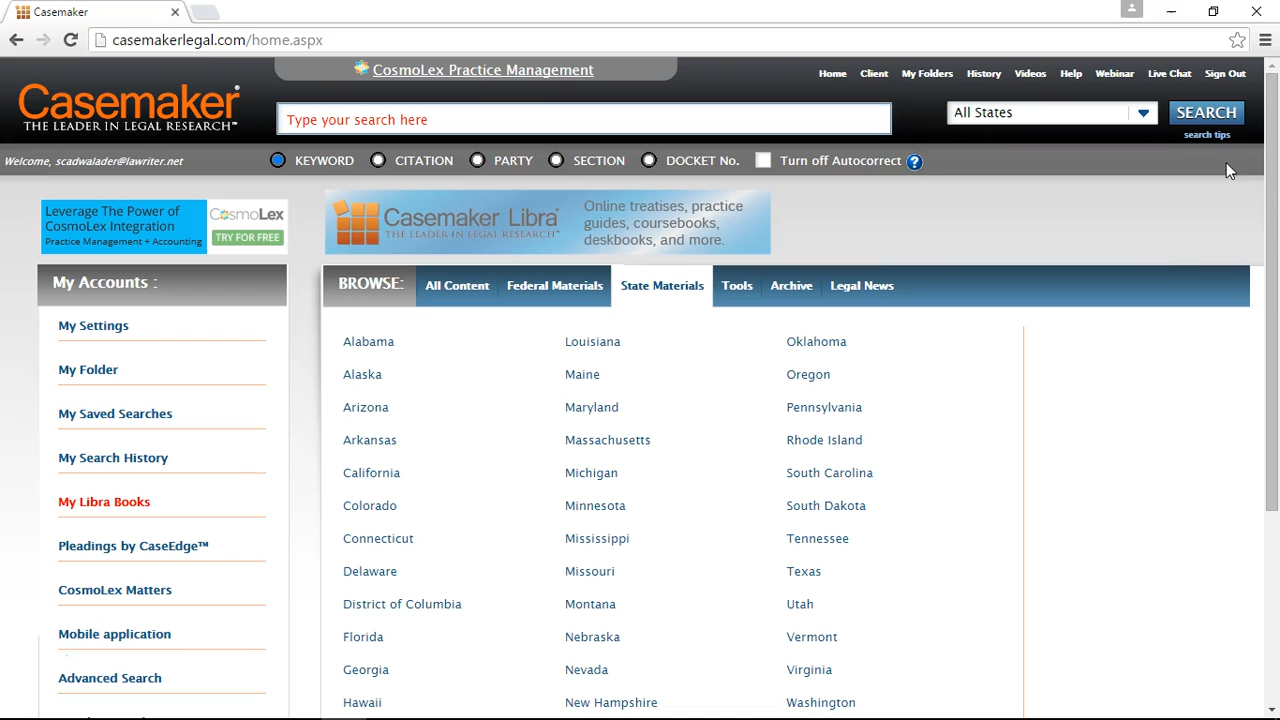 Casemaker
casemakerlegal.com/home.aspx
CosmoLex Practice Management
Home Client My Folders History Videos Help Webinar Live Chat Sign Out
Casemaker
THE LEADER IN LEGAL RESEARCH
Type your search here
All States
SEARCH
search tips
Welcome, scadwalader@lawriter.net
KEYWORD CITATION PARTY SECTION DOCKET No. Turn off Autocorrect ?
Leverage The Power of
CosmoLex Integration
Practice Management + Accounting
CosmoLex
TRY FOR FREE
Casemaker Libra
THE LEADER IN LEGAL RESEARCH
Online treatises, practice
guides, coursebooks,
deskbooks, and more.
My Accounts :
My Settings
My Folder
My Saved Searches
My Search History
My Libra Books
Pleadings by CaseEdge™
CosmoLex Matters
Mobile application
Advanced Search
BROWSE: All Content Federal Materials State Materials Tools Archive Legal News
Alabama Louisiana Oklahoma
Alaska Maine Oregon
Arizona Maryland Pennsylvania
Arkansas Massachusetts Rhode Island
California Michigan South Carolina
Colorado Minnesota South Dakota
Connecticut Mississippi Tennessee
Delaware Missouri Texas
District of Columbia Montana Utah
Florida Nebraska Vermont
Georgia Nevada Virginia
Hawaii New Hampshire Washington